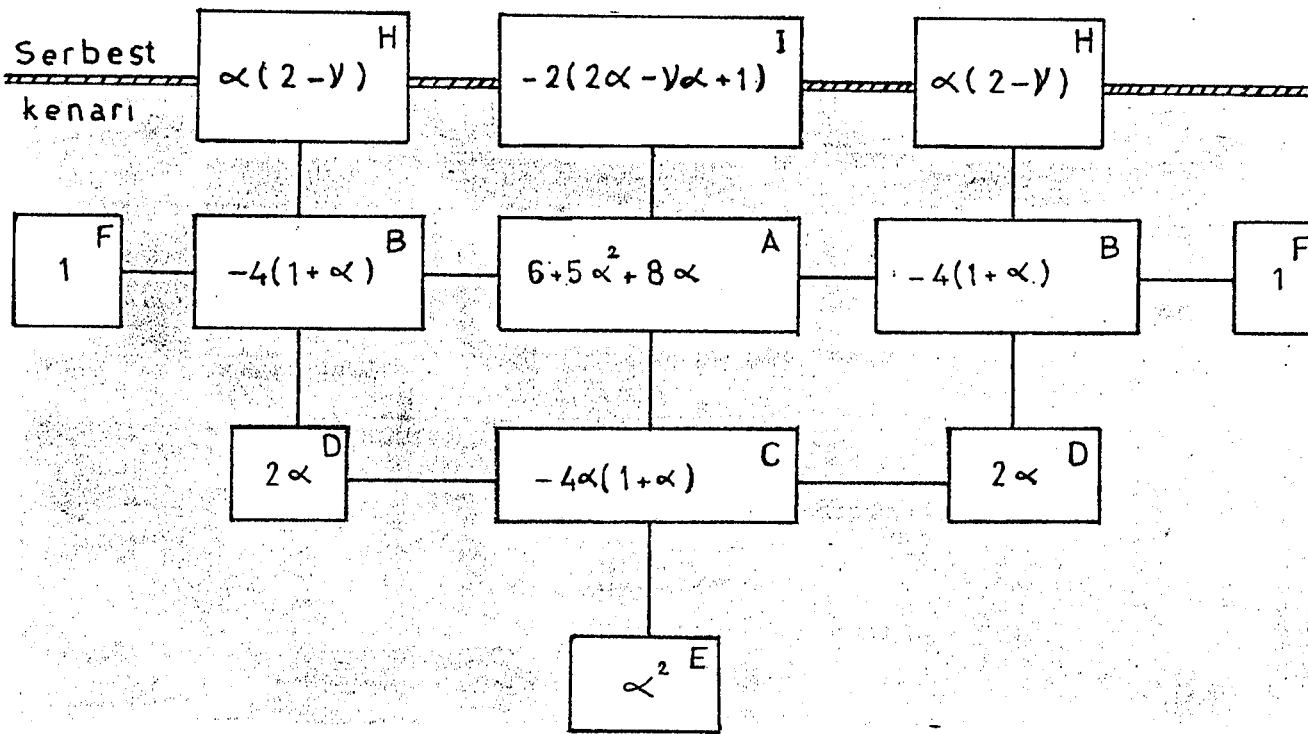 Serbest
kenarı
H
α(2-ν)
I
-2(2α-να+1)
H
α(2-ν)
F
1
B
-4(1+α)
A
6+5α²+8α
B
-4(1+α)
F
1
D
2α
C
-4α(1+α)
D
2α
E
α²